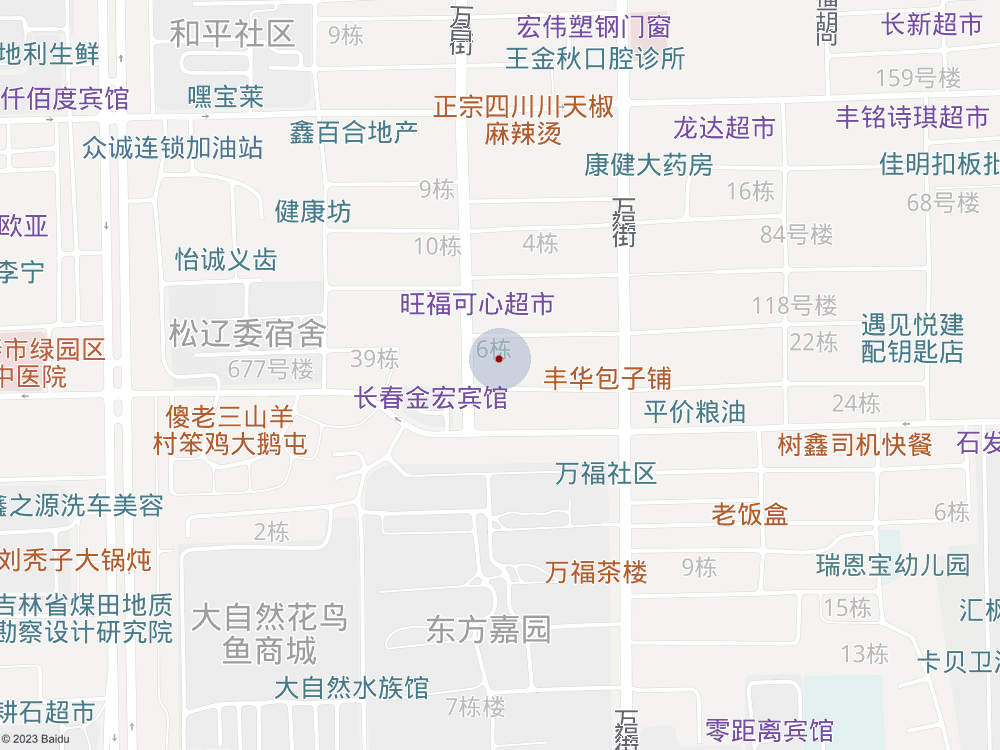 和平社区
9栋
万昌街
宏伟塑钢门窗
王金秋口腔诊所
福胡同
长新超市
地利生鲜
159号楼
仟佰度宾馆
嘿宝莱
正宗四川川天椒
麻辣烫
龙达超市
丰铭诗琪超市
鑫百合地产
众诚连锁加油站
康健大药房
佳明扣板批
9栋
16栋
68号楼
健康坊
万福街
欧亚
10栋
4栋
84号楼
怡诚义齿
李宁
旺福可心超市
118号楼
松辽委宿舍
遇见悦建
配钥匙店
22栋
市绿园区
中医院
677号楼
39栋
6栋
丰华包子铺
长春金宏宾馆
平价粮油
24栋
傻老三山羊
村笨鸡大鹅屯
树鑫司机快餐
石发
万福社区
鑫之源洗车美容
老饭盒
6栋
2栋
刘秃子大锅炖
万福茶楼
9栋
瑞恩宝幼儿园
吉林省煤田地质
勘察设计研究院
大自然花鸟
鱼商城
东方嘉园
15栋
汇枫
13栋
卡贝卫浴
大自然水族馆
7栋楼
耕石超市
万福街
零距离宾馆
© 2023 Baidu